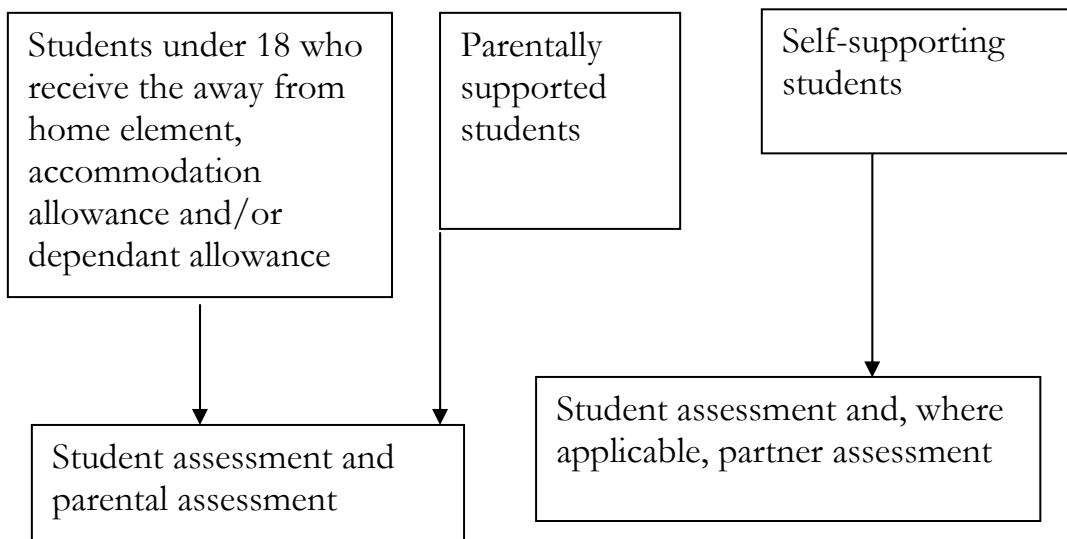 Students under 18 who
receive the away from
home element,
accommodation
allowance and/or
dependant allowance
Parentally
supported
students
Self-supporting
students
Student assessment and
parental assessment
Student assessment and, where
applicable, partner assessment